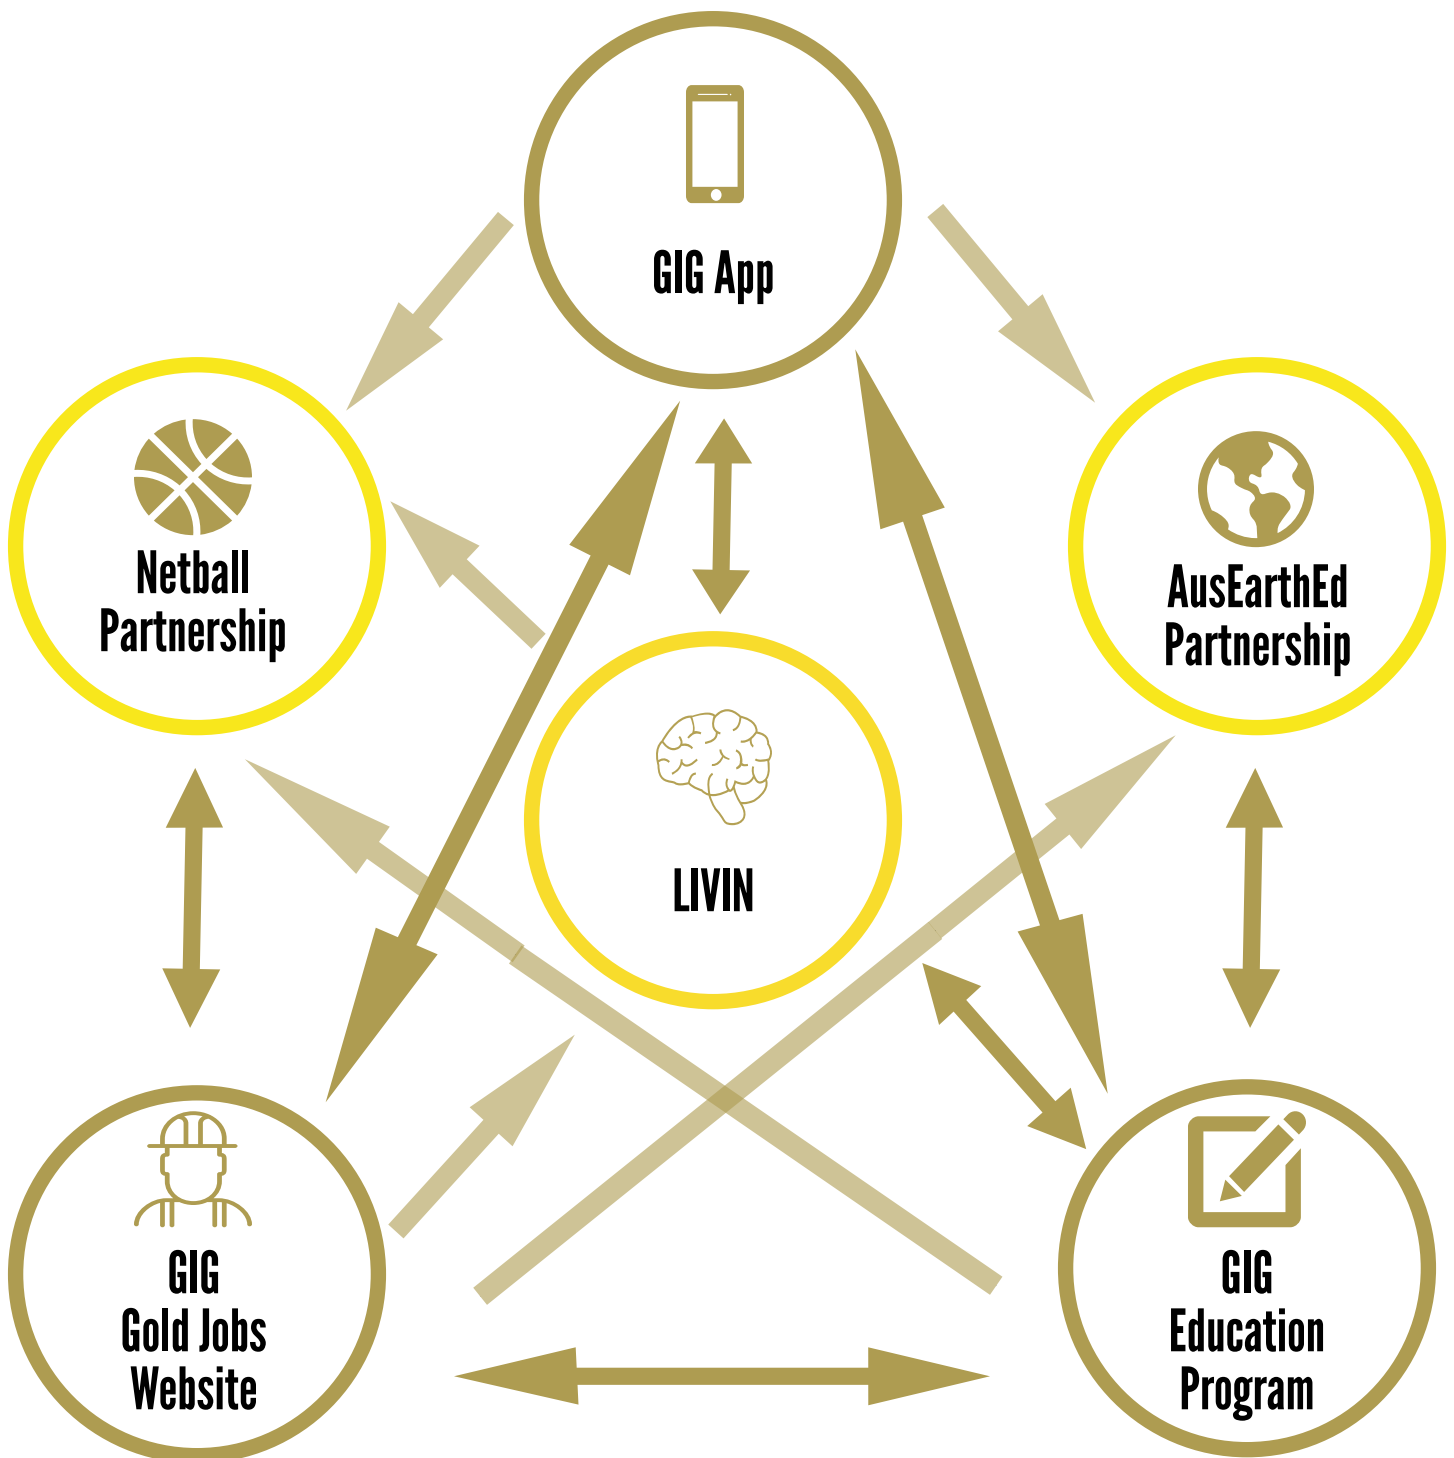 GIG App
Netball
Partnership
AusEarthEd
Partnership
LIVIN
GIG
Gold Jobs
Website
GIG
Education
Program